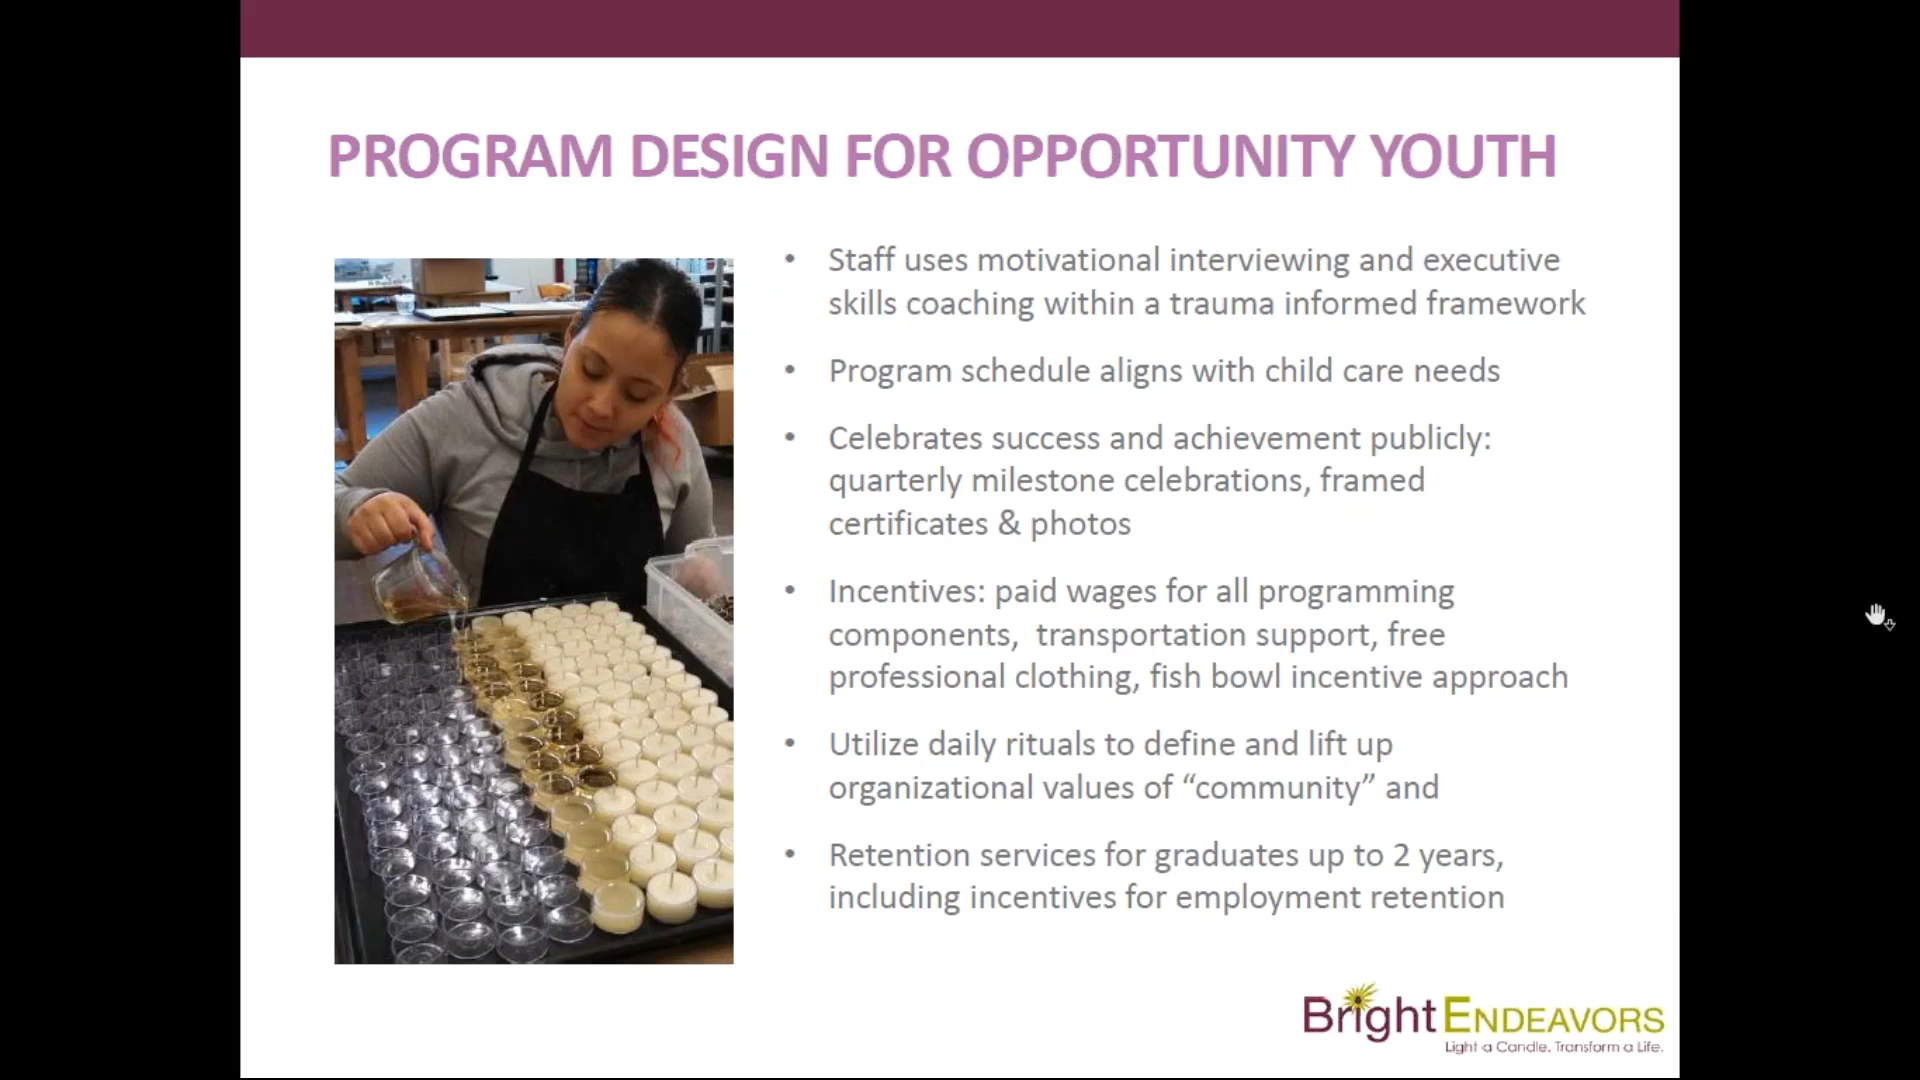 PROGRAM DESIGN FOR OPPORTUNITY YOUTH
• Staff uses motivational interviewing and executive
skills coaching within a trauma informed framework
• Program schedule aligns with child care needs
• Celebrates success and achievement publicly:
quarterly milestone celebrations, framed
certificates & photos
• Incentives: paid wages for all programming
components,  transportation support, free
professional clothing, fish bowl incentive approach
• Utilize daily rituals to define and lift up
organizational values of “community” and
• Retention services for graduates up to 2 years,
including incentives for employment retention
Bright ENDEAVORS
Light a Candle. Transform a Life.